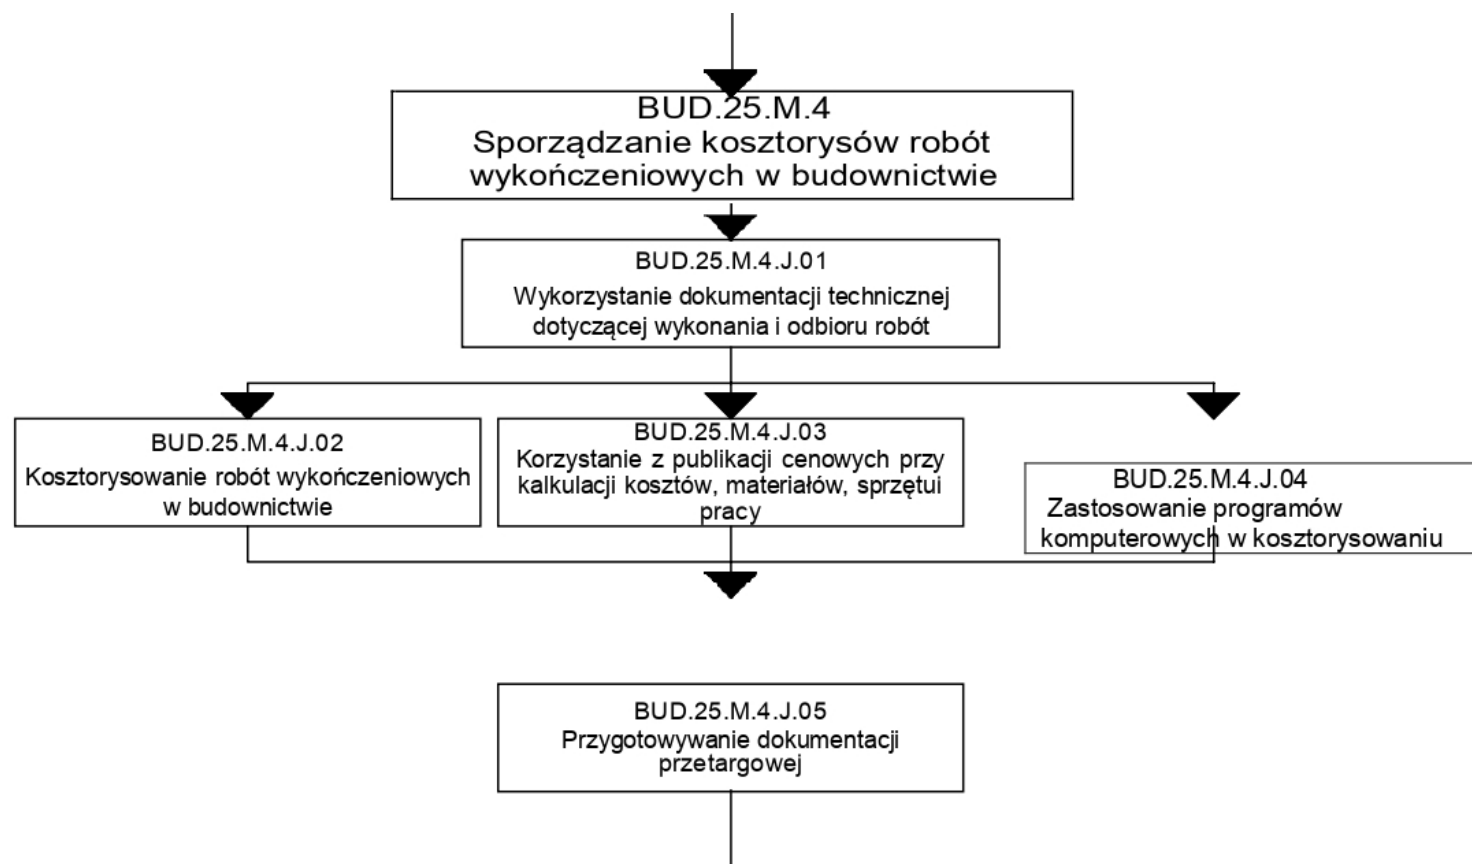 BUD.25.M.4
Sporządzanie kosztorysów robót
wykończeniowych w budownictwie
BUD.25.M.4.J.01
Wykorzystanie dokumentacji technicznej
dotyczącej wykonania i odbioru robót
BUD.25.M.4.J.02
Kosztorysowanie robót wykończeniowych
w budownictwie
BUD.25.M.4.J.03
Korzystanie z publikacji cenowych przy
kalkulacji kosztów, materiałów, sprzętui
pracy
BUD.25.M.4.J.04
Zastosowanie programów
komputerowych w kosztorysowaniu
BUD.25.M.4.J.05
Przygotowywanie dokumentacji
przetargowej